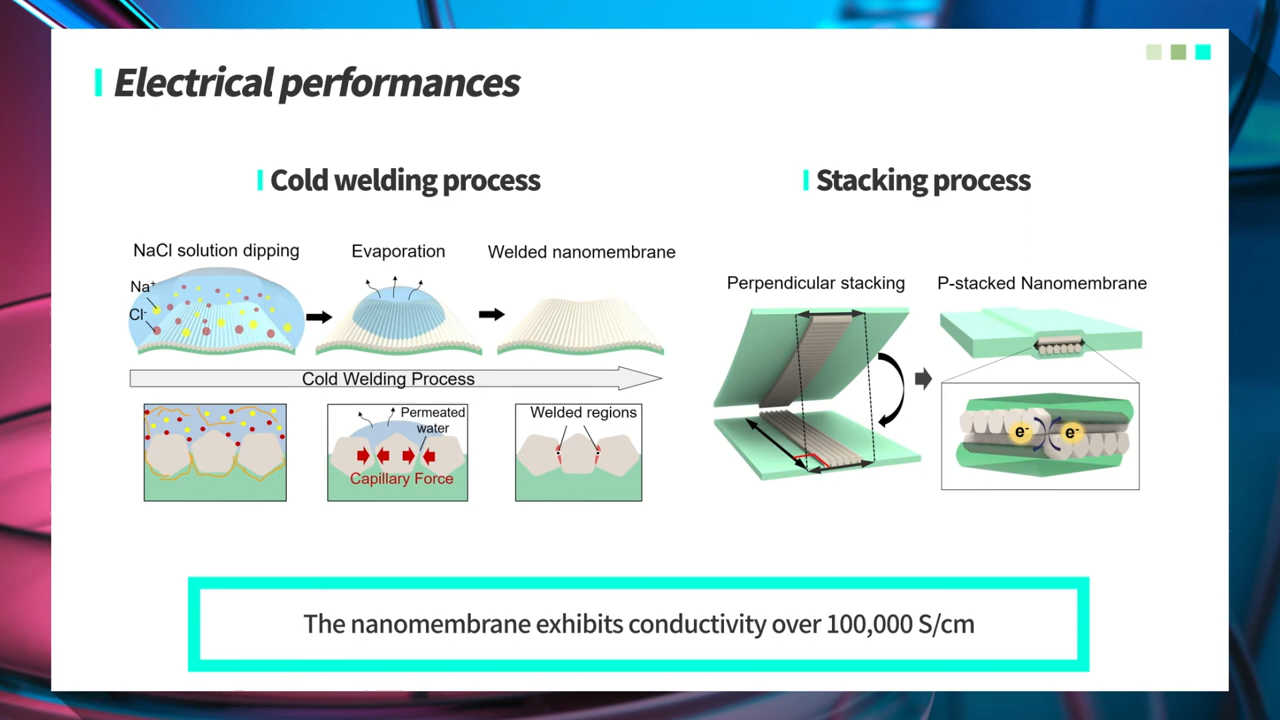 Electrical performances
Cold welding process
NaCl solution dipping
Evaporation
Welded nanomembrane
Na⁺
Cl⁻
Cold Welding Process
Permeated
water
Capillary Force
Welded regions
Stacking process
Perpendicular stacking
P-stacked Nanomembrane
e⁻
e⁻
The nanomembrane exhibits conductivity over 100,000 S/cm